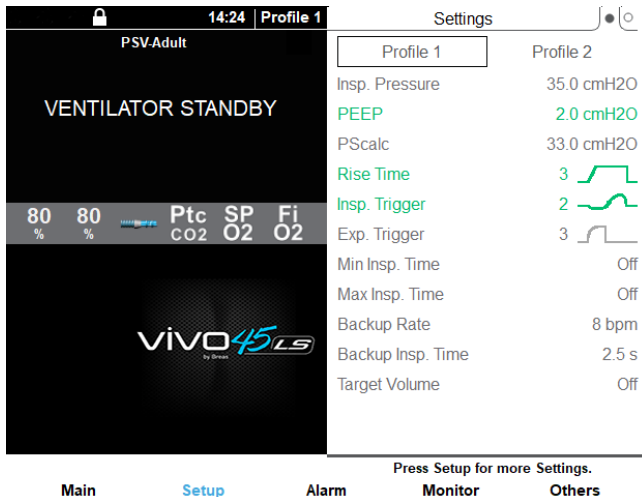 14:24 Profile 1
PSV-Adult
VENTILATOR STANDBY
80 80 Ptc SP Fi
% % CO2 O2 O2
vivo 45 LS
by Breas
Settings
Profile 1 Profile 2
Insp. Pressure 35.0 cmH2O
PEEP 2.0 cmH2O
PScalc 33.0 cmH2O
Rise Time 3
Insp. Trigger 2
Exp. Trigger 3
Min Insp. Time Off
Max Insp. Time Off
Backup Rate 8 bpm
Backup Insp. Time 2.5 s
Target Volume Off
Press Setup for more Settings.
Main Setup Alarm Monitor Others